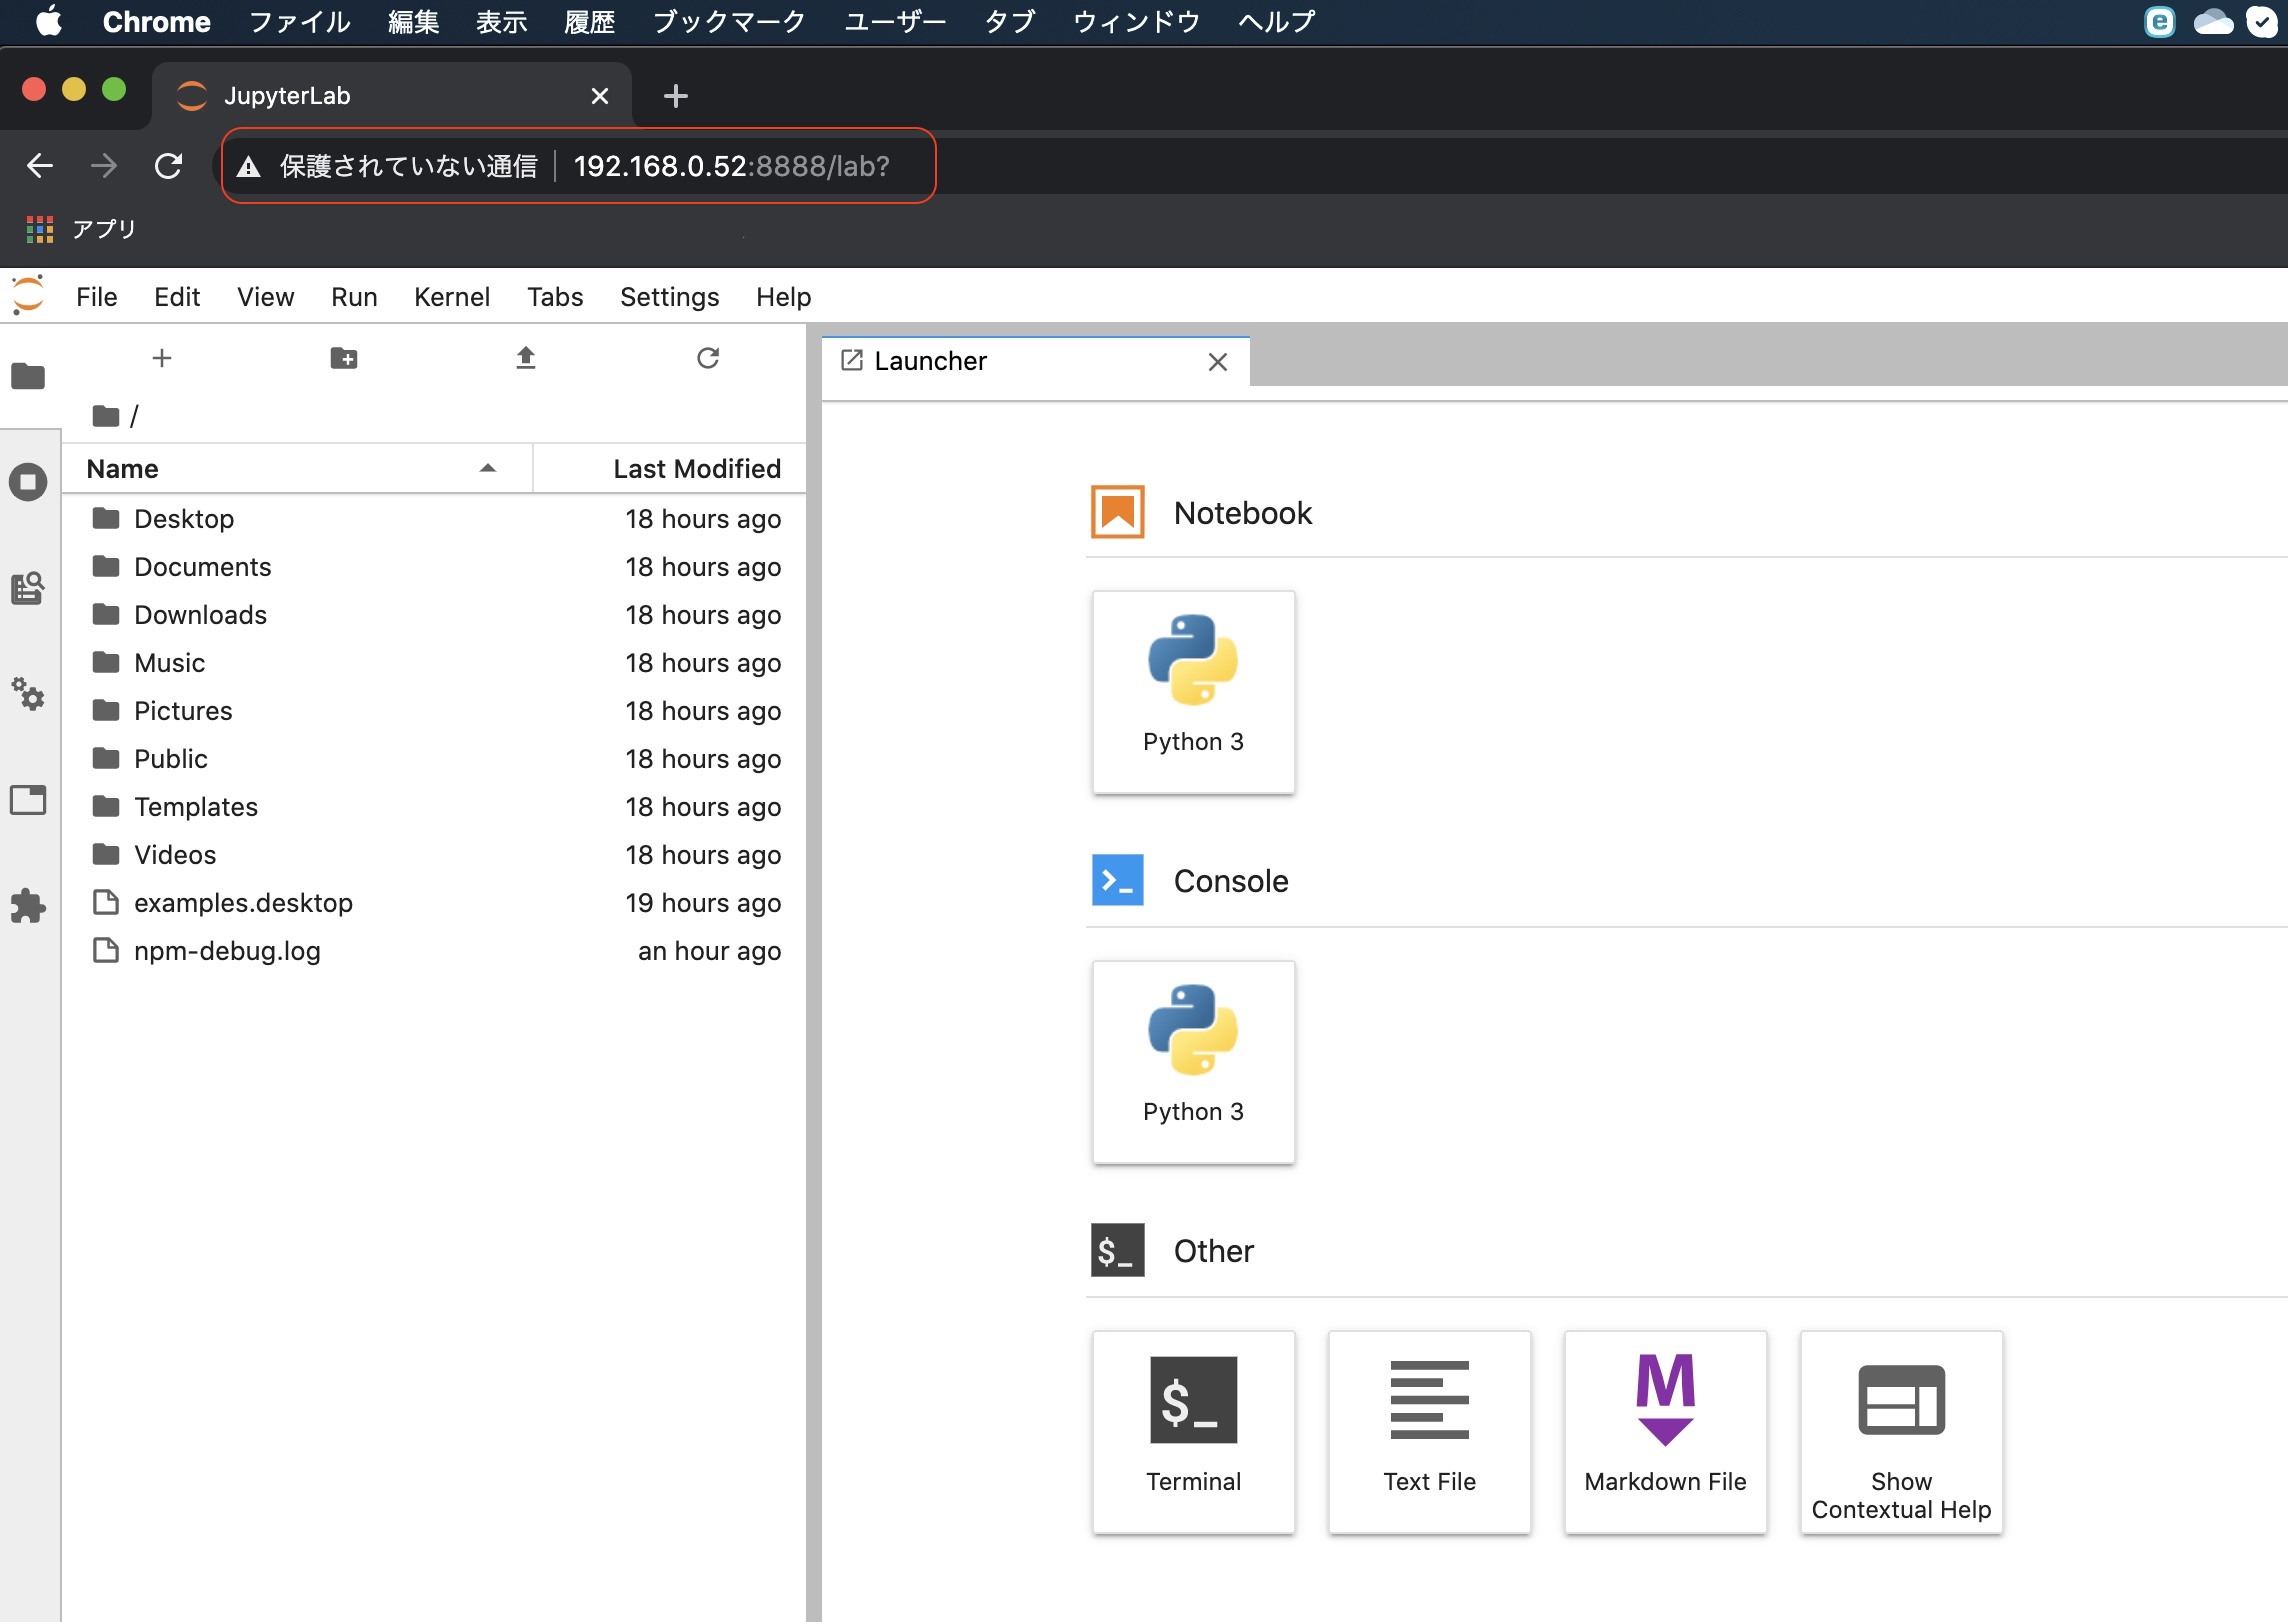 Chrome ファイル 編集 表示 履歴 ブックマーク ユーザー タブ ウィンドウ ヘルプ
JupyterLab
保護されていない通信 192.168.0.52:8888/lab?
アプリ
File Edit View Run Kernel Tabs Settings Help
/
Name Last Modified
Desktop 18 hours ago
Documents 18 hours ago
Downloads 18 hours ago
Music 18 hours ago
Pictures 18 hours ago
Public 18 hours ago
Templates 18 hours ago
Videos 18 hours ago
examples.desktop 19 hours ago
npm-debug.log an hour ago
Launcher
Notebook
Python 3
Console
Python 3
$_ Other
$_
Terminal
Text File
M
Markdown File
Show
Contextual Help